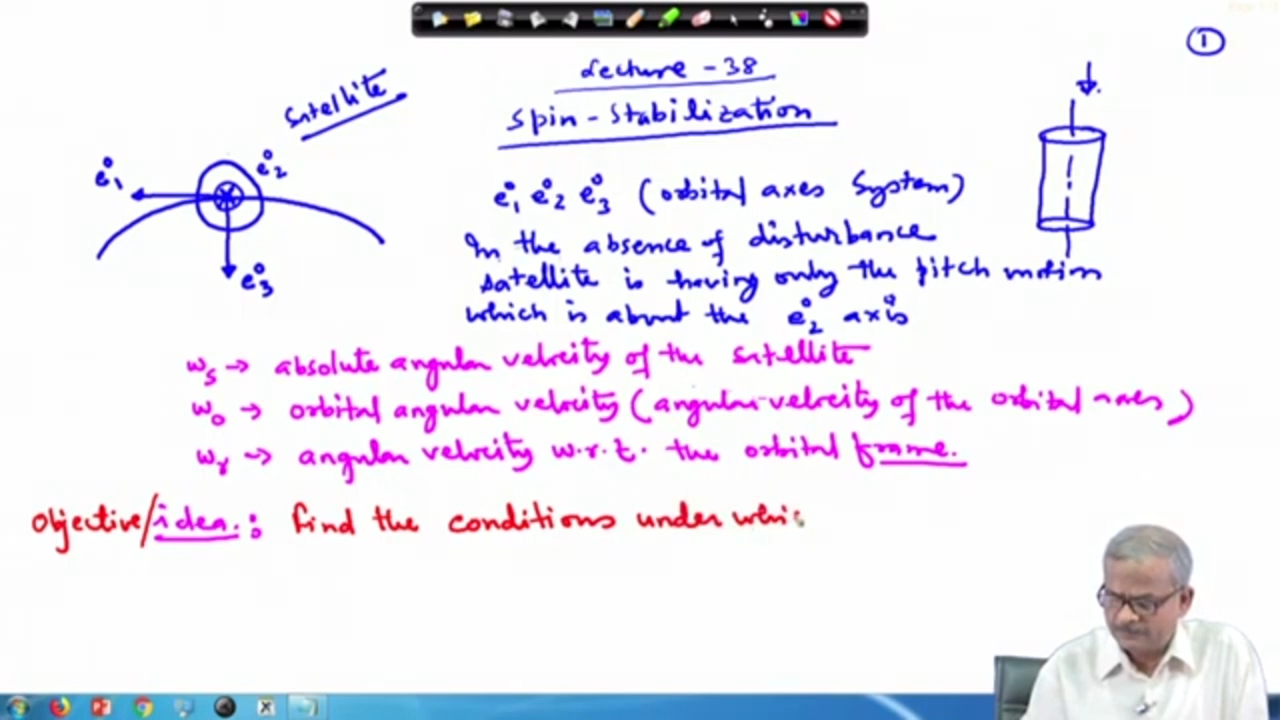 Lecture - 38
①
Spin - Stabilization
Satellite
e₁° e₂° e₃° (orbital axes system)
e₁°
e₂°
e₃°
In the absence of disturbance
satellite is having only the pitch motion
which is about the e₂° axis
ω_s → absolute angular velocity of the satellite
ω_o → orbital angular velocity (angular velocity of the orbital axes)
ω_r → angular velocity w.r.t. the orbital frame.
Objective/idea.: find the conditions under whi